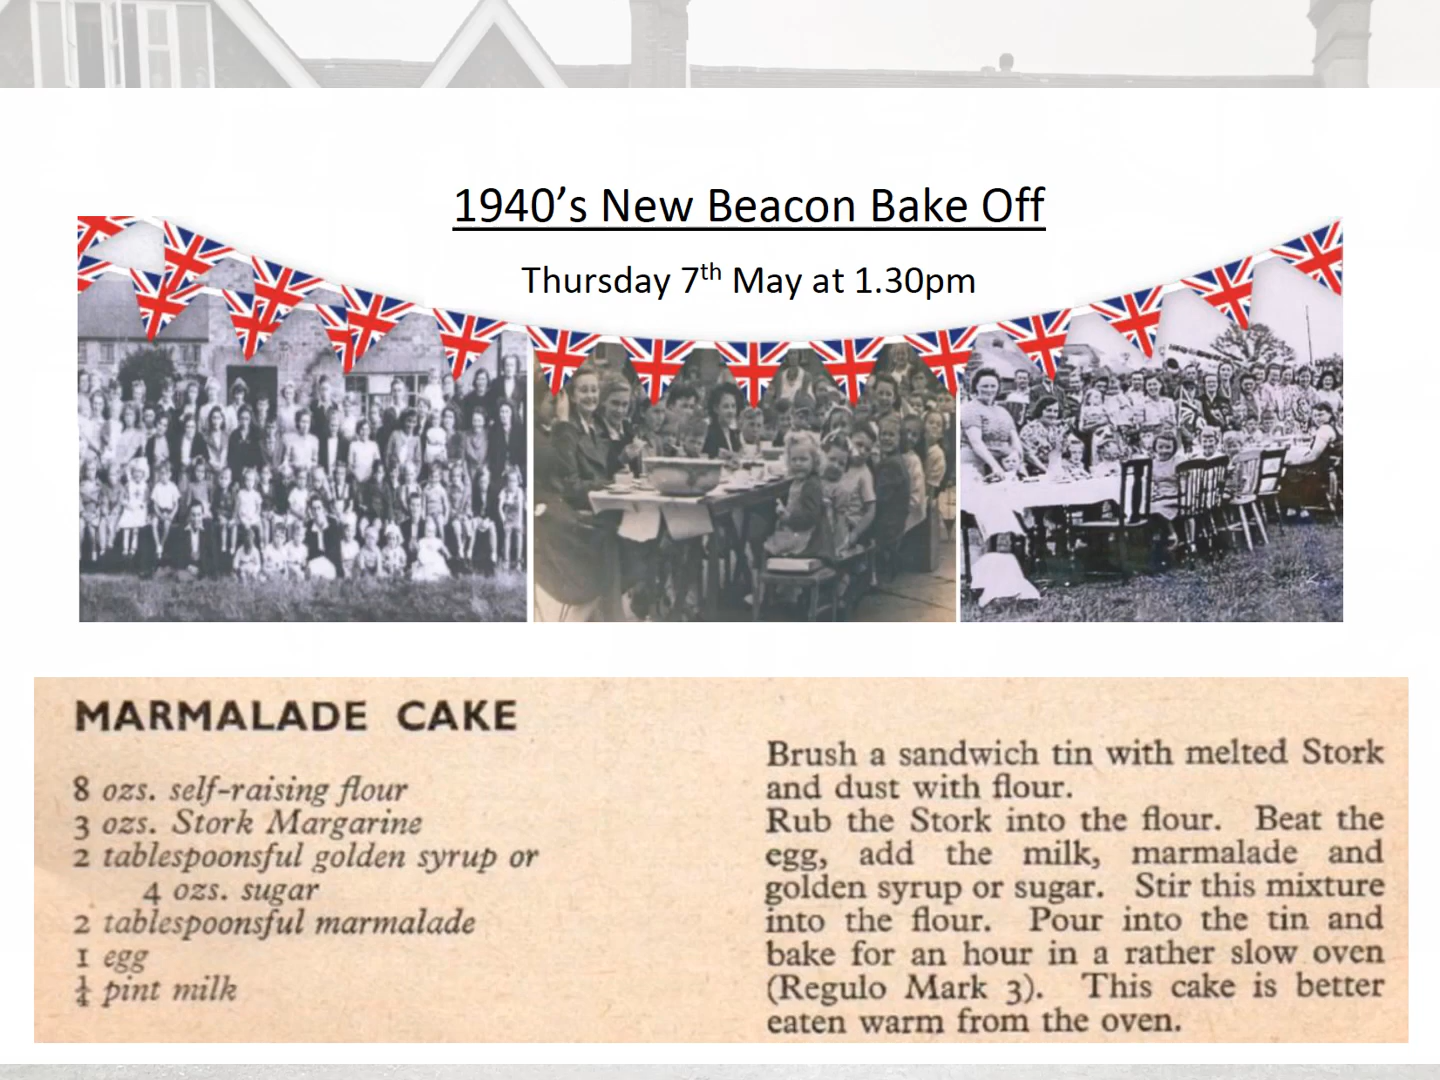 1940’s New Beacon Bake Off
Thursday 7th May at 1.30pm
MARMALADE CAKE
8 ozs. self-raising flour
3 ozs. Stork Margarine
2 tablespoonsful golden syrup or
4 ozs. sugar
2 tablespoonsful marmalade
1 egg
¼ pint milk
Brush a sandwich tin with melted Stork
and dust with flour.
Rub the Stork into the flour. Beat the
egg, add the milk, marmalade and
golden syrup or sugar. Stir this mixture
into the flour. Pour into the tin and
bake for an hour in a rather slow oven
(Regulo Mark 3). This cake is better
eaten warm from the oven.